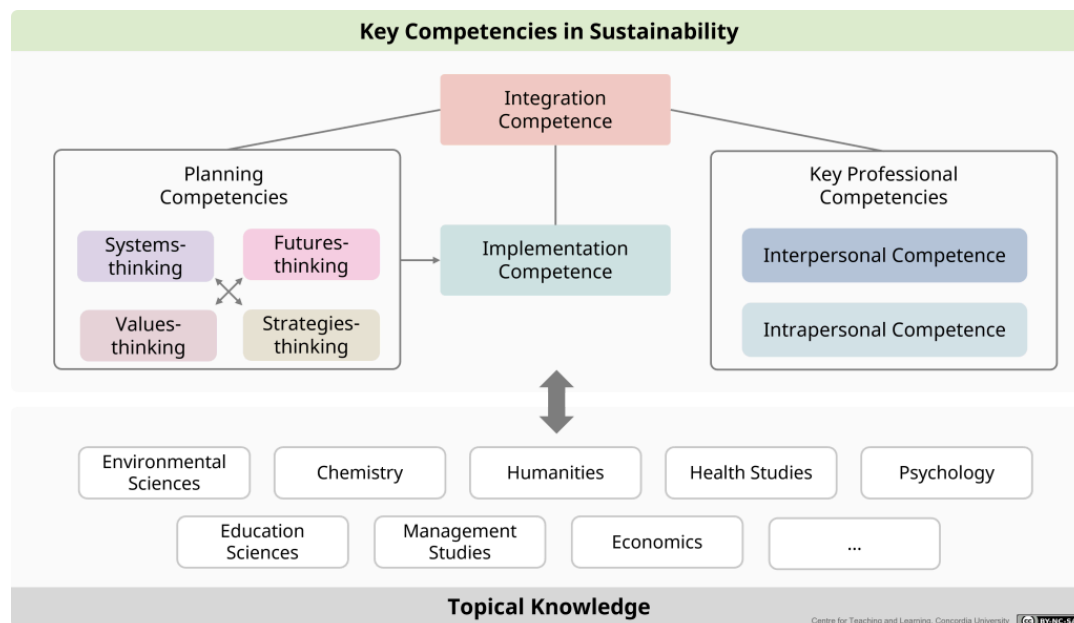 Key Competencies in Sustainability
Integration
Competence
Planning
Competencies
Systems-
thinking
Futures-
thinking
Values-
thinking
Strategies-
thinking
Implementation
Competence
Key Professional
Competencies
Interpersonal Competence
Intrapersonal Competence
Environmental
Sciences
Chemistry
Humanities
Health Studies
Psychology
Education
Sciences
Management
Studies
Economics
...
Topical Knowledge
Centre for Teaching and Learning, Concordia University